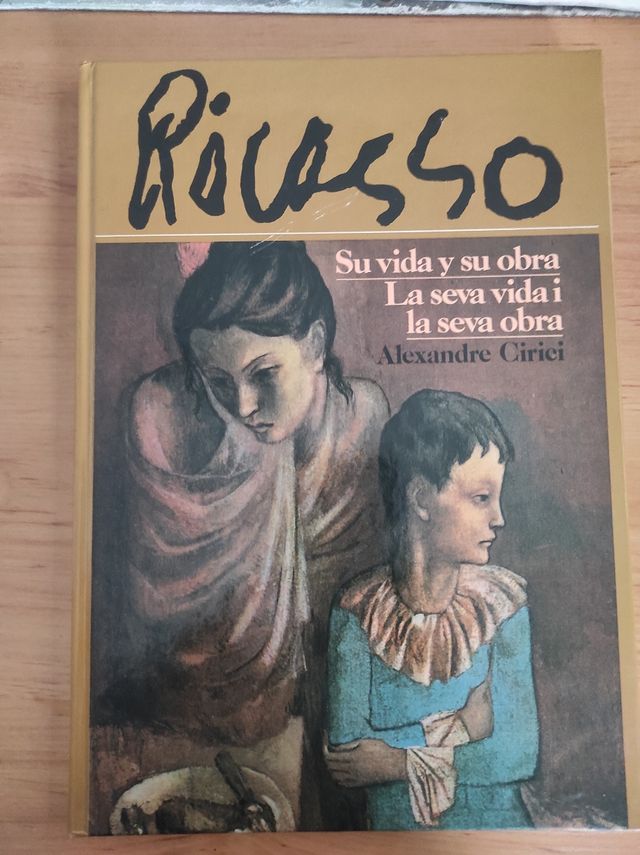 Picasso
Su vida y su obra
La seva vida i
la seva obra
Alexandre Cirici